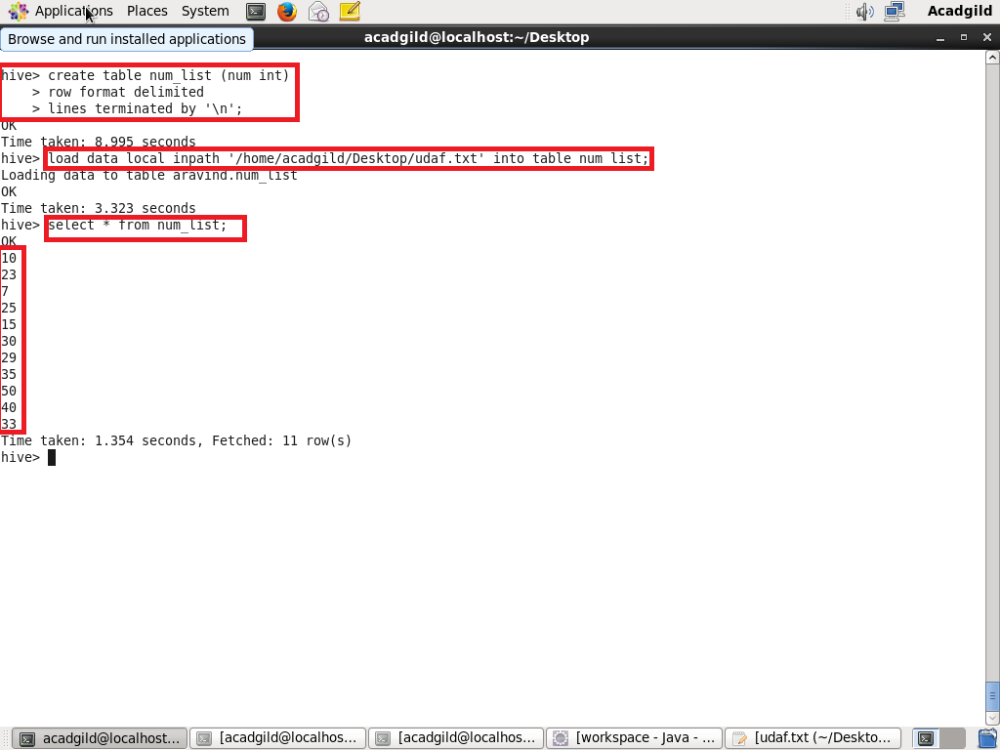 Applications Places System Acadgild
Browse and run installed applications
acadgild@localhost:~/Desktop
hive> create table num_list (num int)
    > row format delimited
    > lines terminated by '\n';
OK
Time taken: 8.995 seconds
hive> load data local inpath '/home/acadgild/Desktop/udaf.txt' into table num_list;
Loading data to table aravind.num_list
OK
Time taken: 3.323 seconds
hive> select * from num_list;
OK
10
23
7
25
15
30
29
35
50
40
33
Time taken: 1.354 seconds, Fetched: 11 row(s)
hive>
acadgild@localhost... [acadgild@localhos... [acadgild@localhos... [workspace - Java - ... [udaf.txt (~/Deskto...